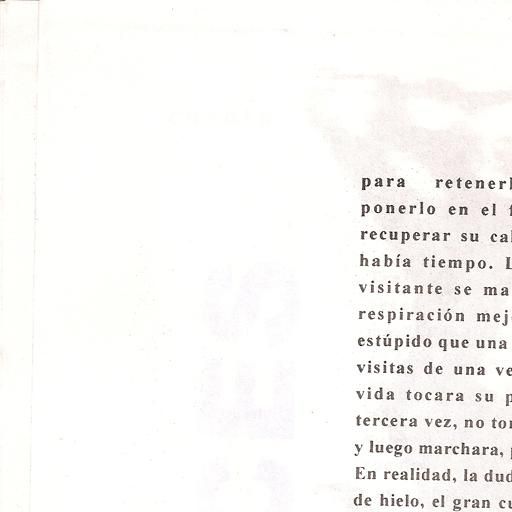 para retenerl
ponerlo en el f
recuperar su cal
había tiempo. L
visitante se ma
respiración mej
estúpido que una
visitas de una ve
vida tocara su p
tercera vez, no to
y luego marchara, p
En realidad, la dud
de hielo, el gran cu